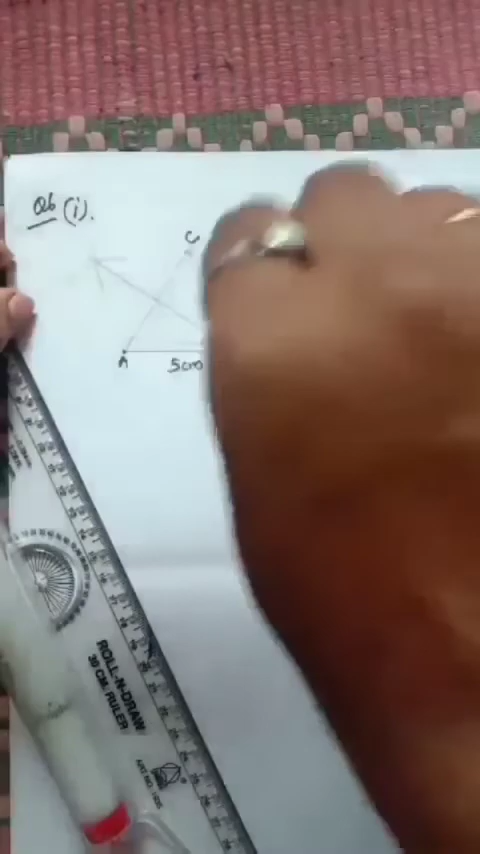 Q6 (i).
C
A
5cm
ROLL-N-DRAW
30 CM. RULER